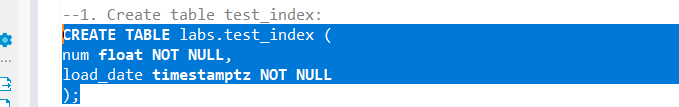 --1. Create table test_index:
CREATE TABLE labs.test_index (
num float NOT NULL,
load_date timestamptz NOT NULL
);